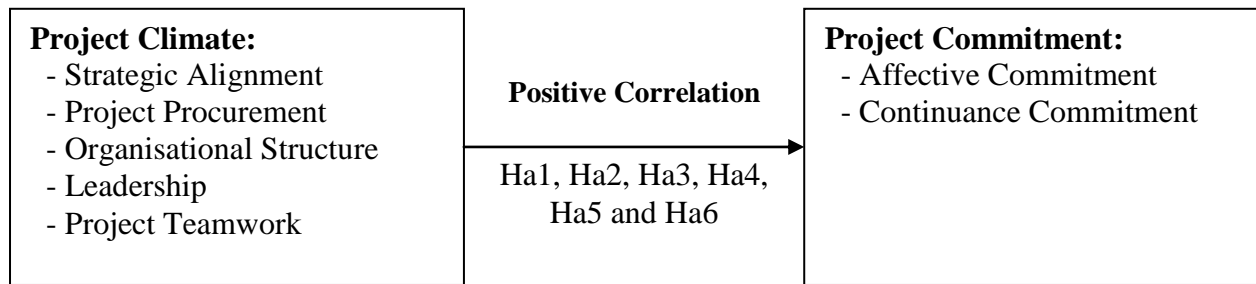 Project Climate:
- Strategic Alignment
- Project Procurement
- Organisational Structure
- Leadership
- Project Teamwork
Positive Correlation
Ha1, Ha2, Ha3, Ha4,
Ha5 and Ha6
Project Commitment:
- Affective Commitment
- Continuance Commitment